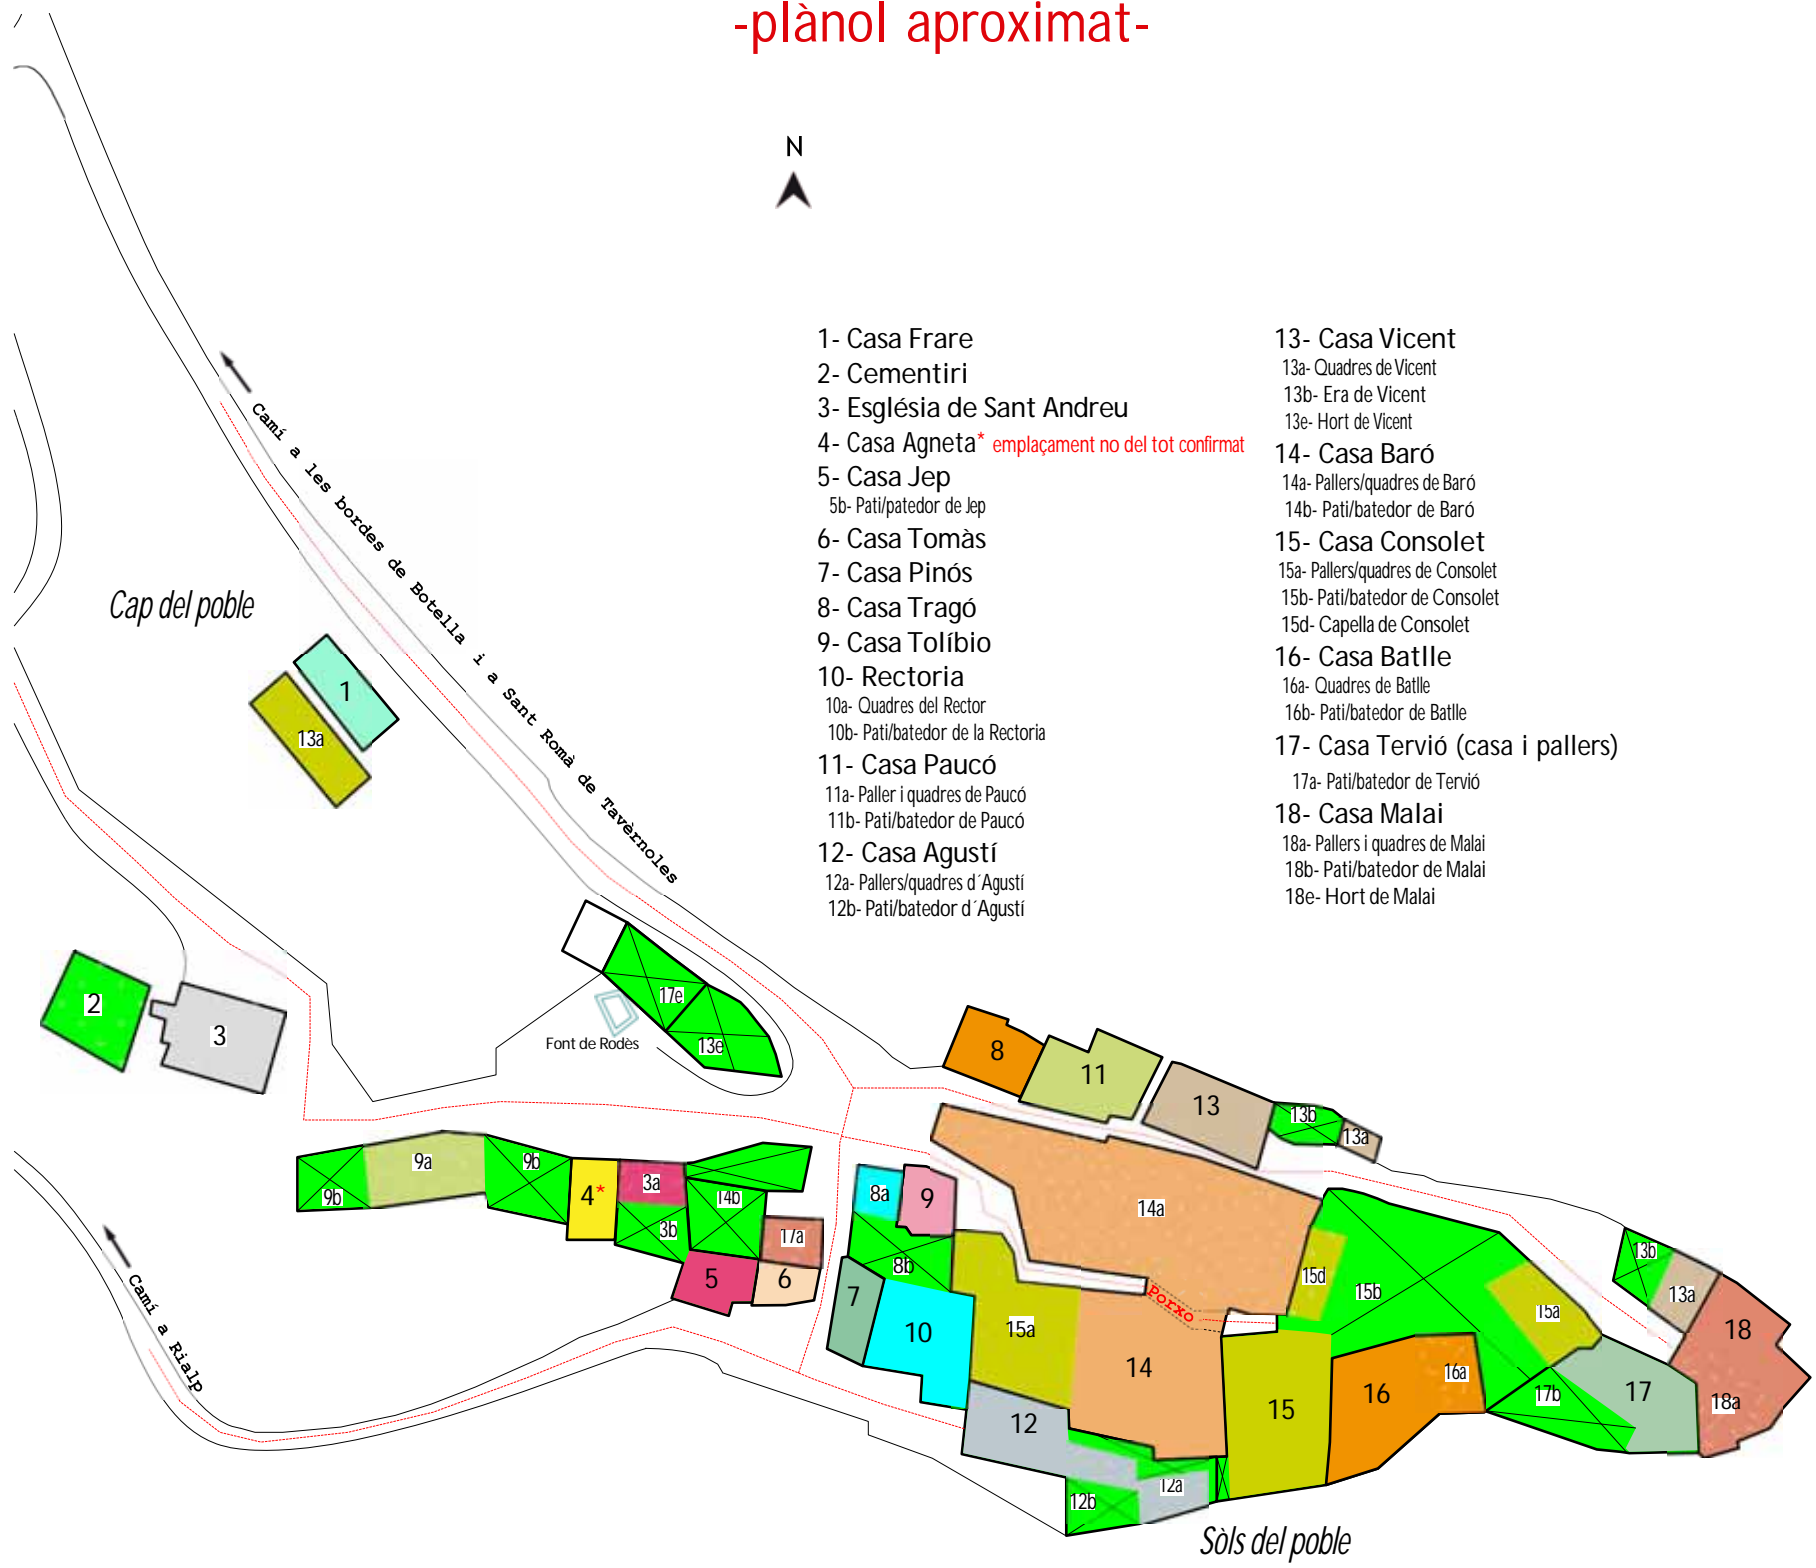 -plànol aproximat-
N
1- Casa Frare
2- Cementiri
3- Església de Sant Andreu
4- Casa Agneta* emplaçament no del tot confirmat
5- Casa Jep
5b- Pati/patedor de Jep
6- Casa Tomàs
7- Casa Pinós
8- Casa Tragó
9- Casa Tolíbio
10- Rectoria
10a- Quadres del Rector
10b- Pati/batedor de la Rectoria
11- Casa Paucó
11a- Paller i quadres de Paucó
11b- Pati/batedor de Paucó
12- Casa Agustí
12a- Pallers/quadres d´Agustí
12b- Pati/batedor d´Agustí
13- Casa Vicent
13a- Quadres de Vicent
13b- Era de Vicent
13e- Hort de Vicent
14- Casa Baró
14a- Pallers/quadres de Baró
14b- Pati/batedor de Baró
15- Casa Consolet
15a- Pallers/quadres de Consolet
15b- Pati/batedor de Consolet
15d- Capella de Consolet
16- Casa Batlle
16a- Quadres de Batlle
16b- Pati/batedor de Batlle
17- Casa Tervió (casa i pallers)
17a- Pati/batedor de Tervió
18- Casa Malai
18a- Pallers i quadres de Malai
18b- Pati/batedor de Malai
18e- Hort de Malai
Camí a les bordes de Botella i a Sant Romà de Tavèrnoles
Cap del poble
1
13a
2
3
17e
13e
Font de Rodès
8
11
13
13b
13a
9a
9b
9b
4*
3a
3b
14b
17a
5
6
8a
9
8b
7
10
15a
14a
Porxo
14
12
12a
12b
15d
15b
15a
15
16
16a
17b
17
13b
13a
18
18a
Camí a Rialp
Sòls del poble